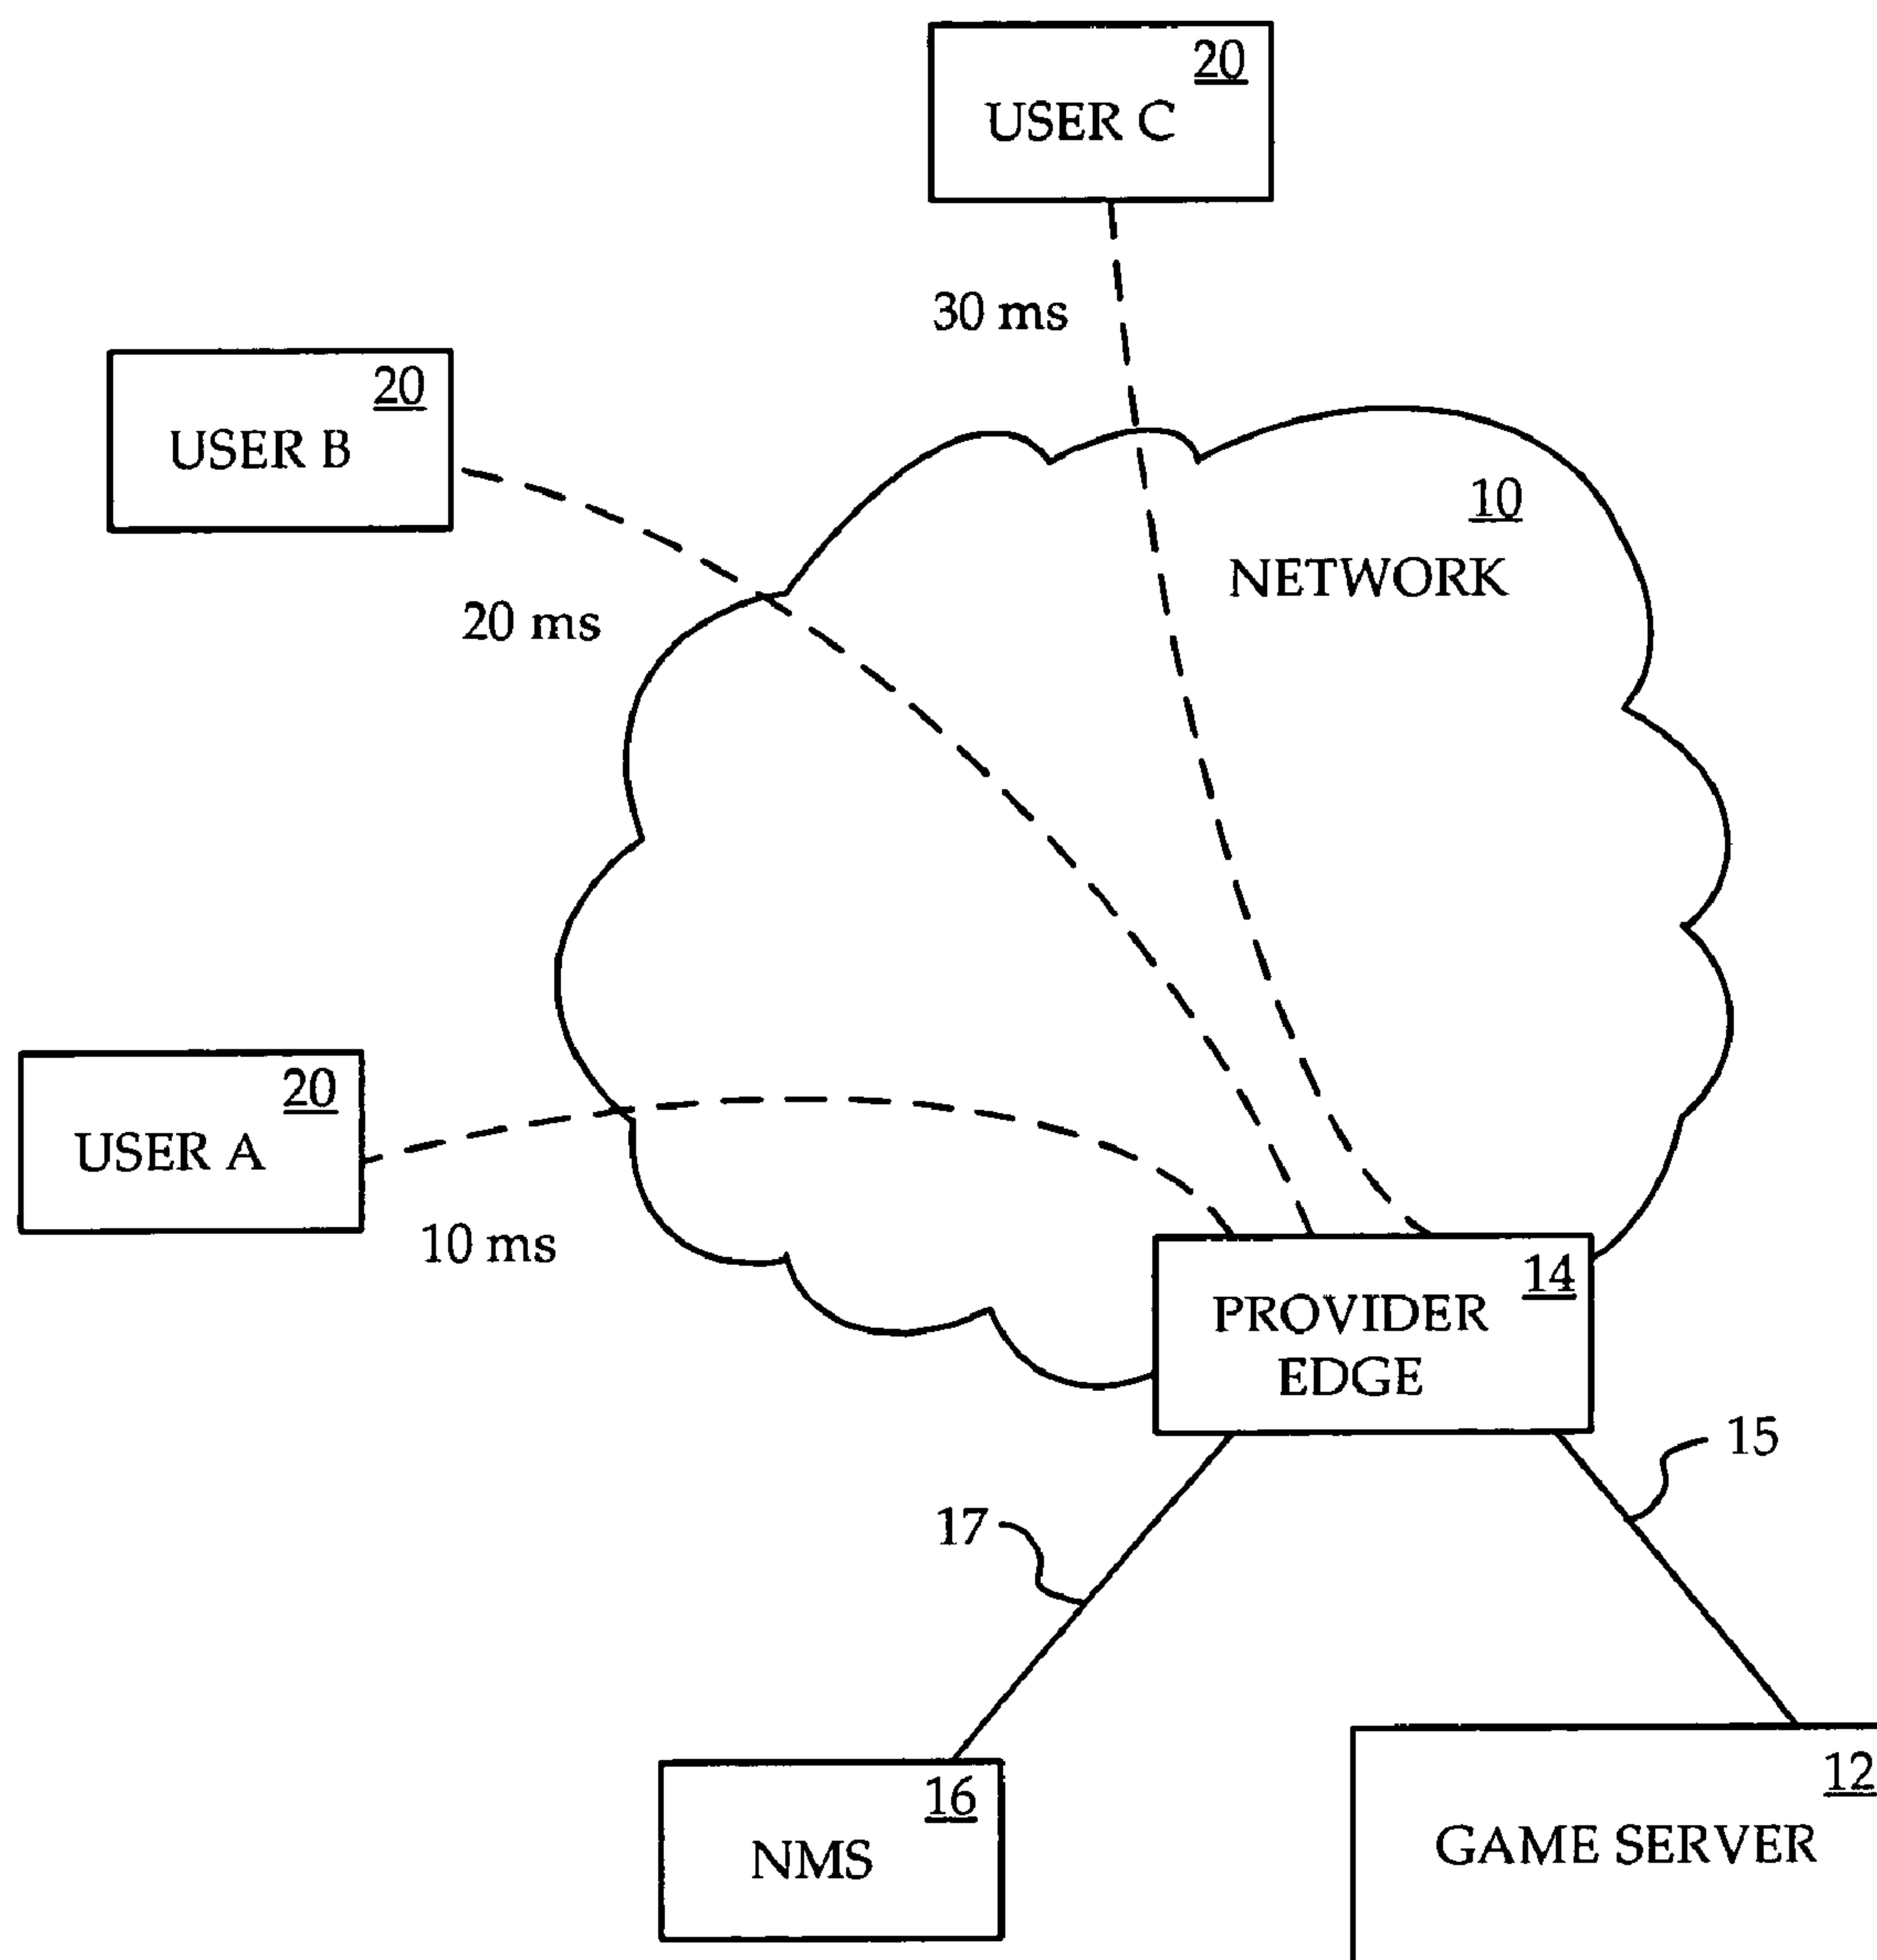 20
USER C
30 ms
20
USER B
10
NETWORK
20 ms
20
USER A
10 ms
14
PROVIDER
EDGE
15
17
16
NMS
12
GAME SERVER